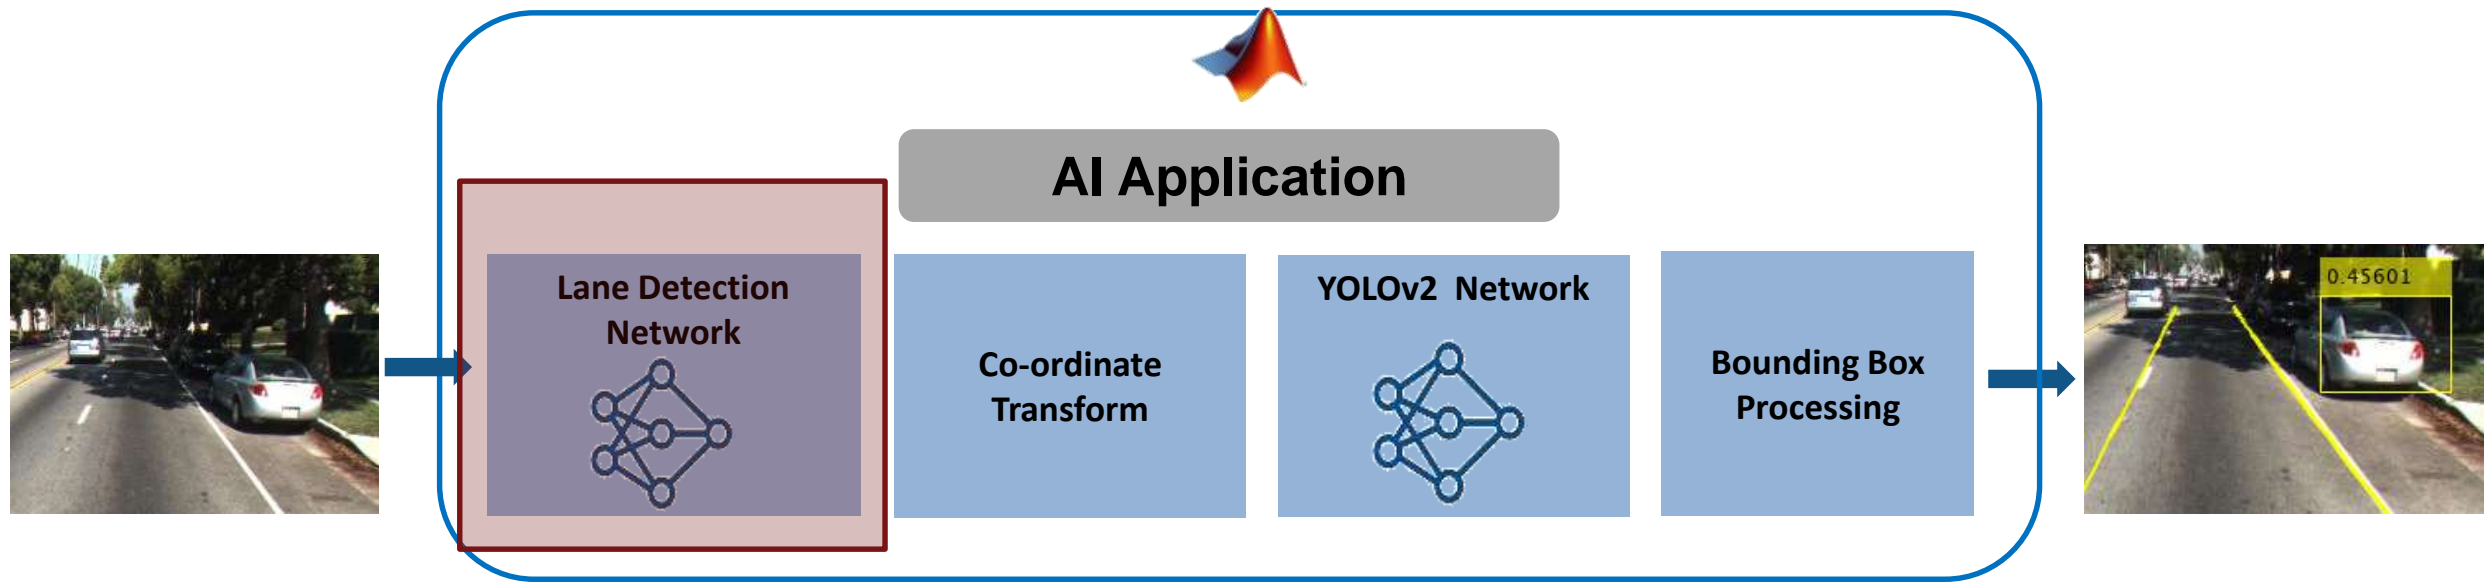 AI Application
Lane Detection
Network
Co-ordinate
Transform
YOLOv2 Network
Bounding Box
Processing
0.45601